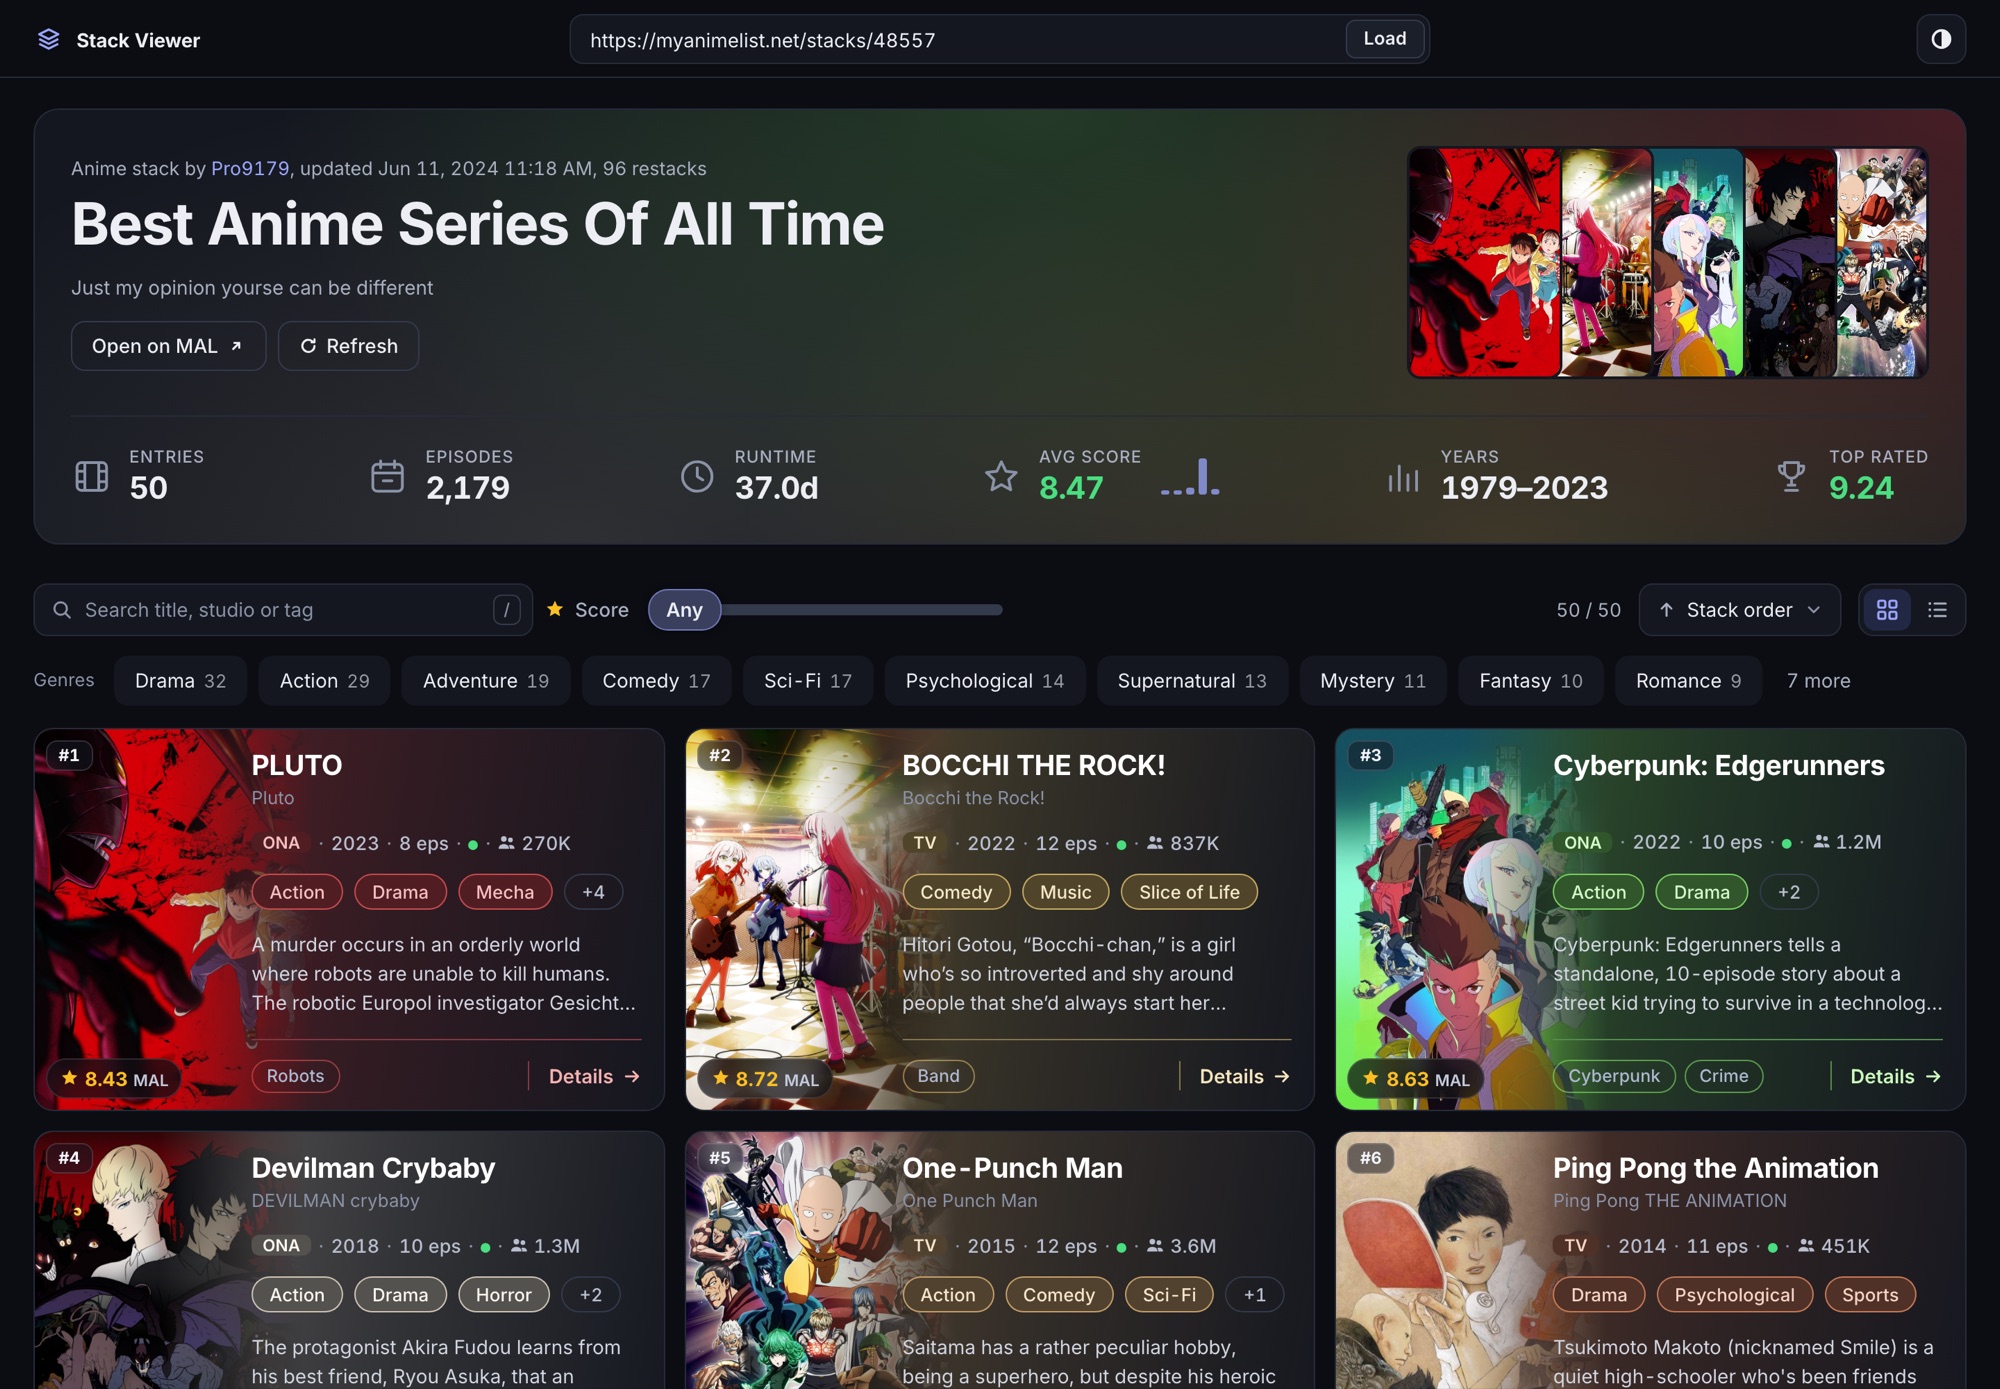 Stack Viewer
https://myanimelist.net/stacks/48557
Load
Anime stack by Pro9179, updated Jun 11, 2024 11:18 AM, 96 restacks
Best Anime Series Of All Time
Just my opinion yourse can be different
Open on MAL ↗
Refresh
ENTRIES
50
EPISODES
2,179
RUNTIME
37.0d
AVG SCORE
8.47
YEARS
1979–2023
TOP RATED
9.24
Search title, studio or tag
/
Score
Any
50 / 50
Stack order
Genres
Drama 32
Action 29
Adventure 19
Comedy 17
Sci-Fi 17
Psychological 14
Supernatural 13
Mystery 11
Fantasy 10
Romance 9
7 more
#1
PLUTO
Pluto
ONA · 2023 · 8 eps · · 270K
Action
Drama
Mecha
+4
A murder occurs in an orderly world
where robots are unable to kill humans.
The robotic Europol investigator Gesicht...
8.43 MAL
Robots
Details →
#2
BOCCHI THE ROCK!
Bocchi the Rock!
TV · 2022 · 12 eps · · 837K
Comedy
Music
Slice of Life
Hitori Gotou, “Bocchi-chan,” is a girl
who’s so introverted and shy around
people that she’d always start her...
8.72 MAL
Band
Details →
#3
Cyberpunk: Edgerunners
ONA · 2022 · 10 eps · · 1.2M
Action
Drama
+2
Cyberpunk: Edgerunners tells a
standalone, 10-episode story about a
street kid trying to survive in a technolog...
8.63 MAL
Cyberpunk
Crime
Details →
#4
Devilman Crybaby
DEVILMAN crybaby
ONA · 2018 · 10 eps · · 1.3M
Action
Drama
Horror
+2
The protagonist Akira Fudou learns from
his best friend, Ryou Asuka, that an
#5
One-Punch Man
One Punch Man
TV · 2015 · 12 eps · · 3.6M
Action
Comedy
Sci-Fi
+1
Saitama has a rather peculiar hobby,
being a superhero, but despite his heroic
#6
Ping Pong the Animation
Ping Pong THE ANIMATION
TV · 2014 · 11 eps · · 451K
Drama
Psychological
Sports
Tsukimoto Makoto (nicknamed Smile) is a
quiet high-schooler who's been friends